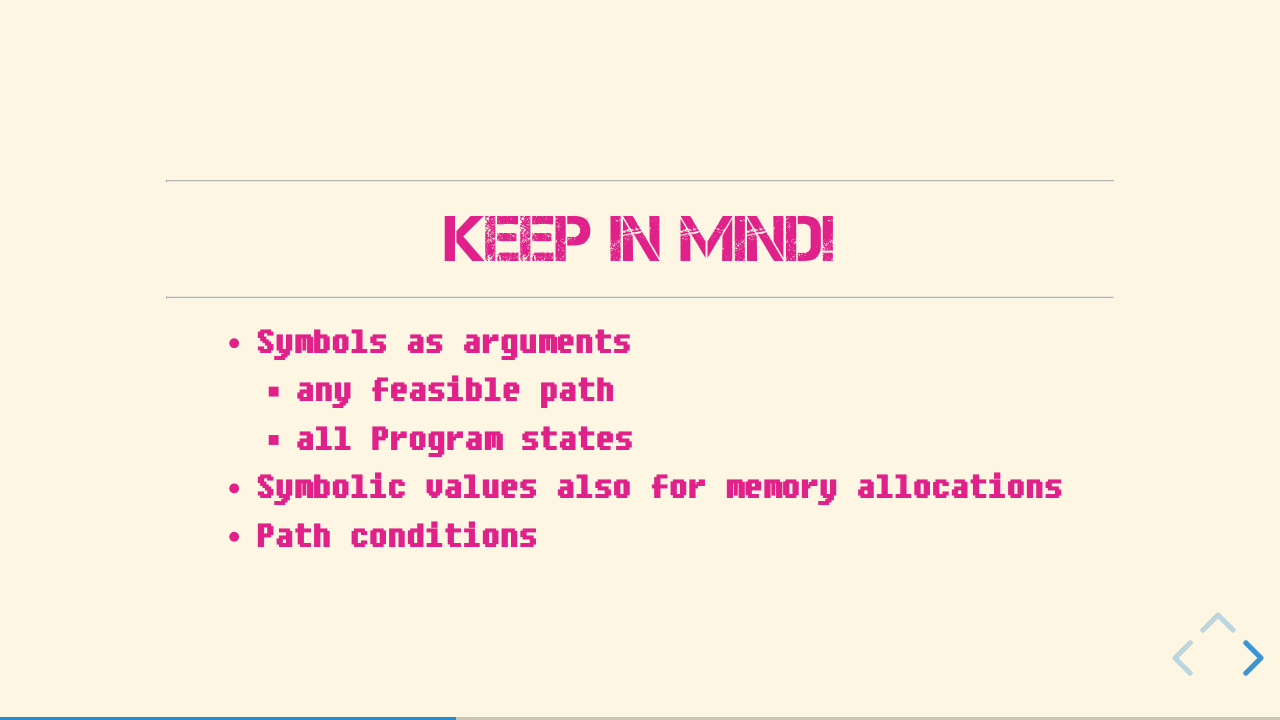 KEEP IN MIND!
Symbols as arguments
any feasible path
all Program states
Symbolic values also for memory allocations
Path conditions